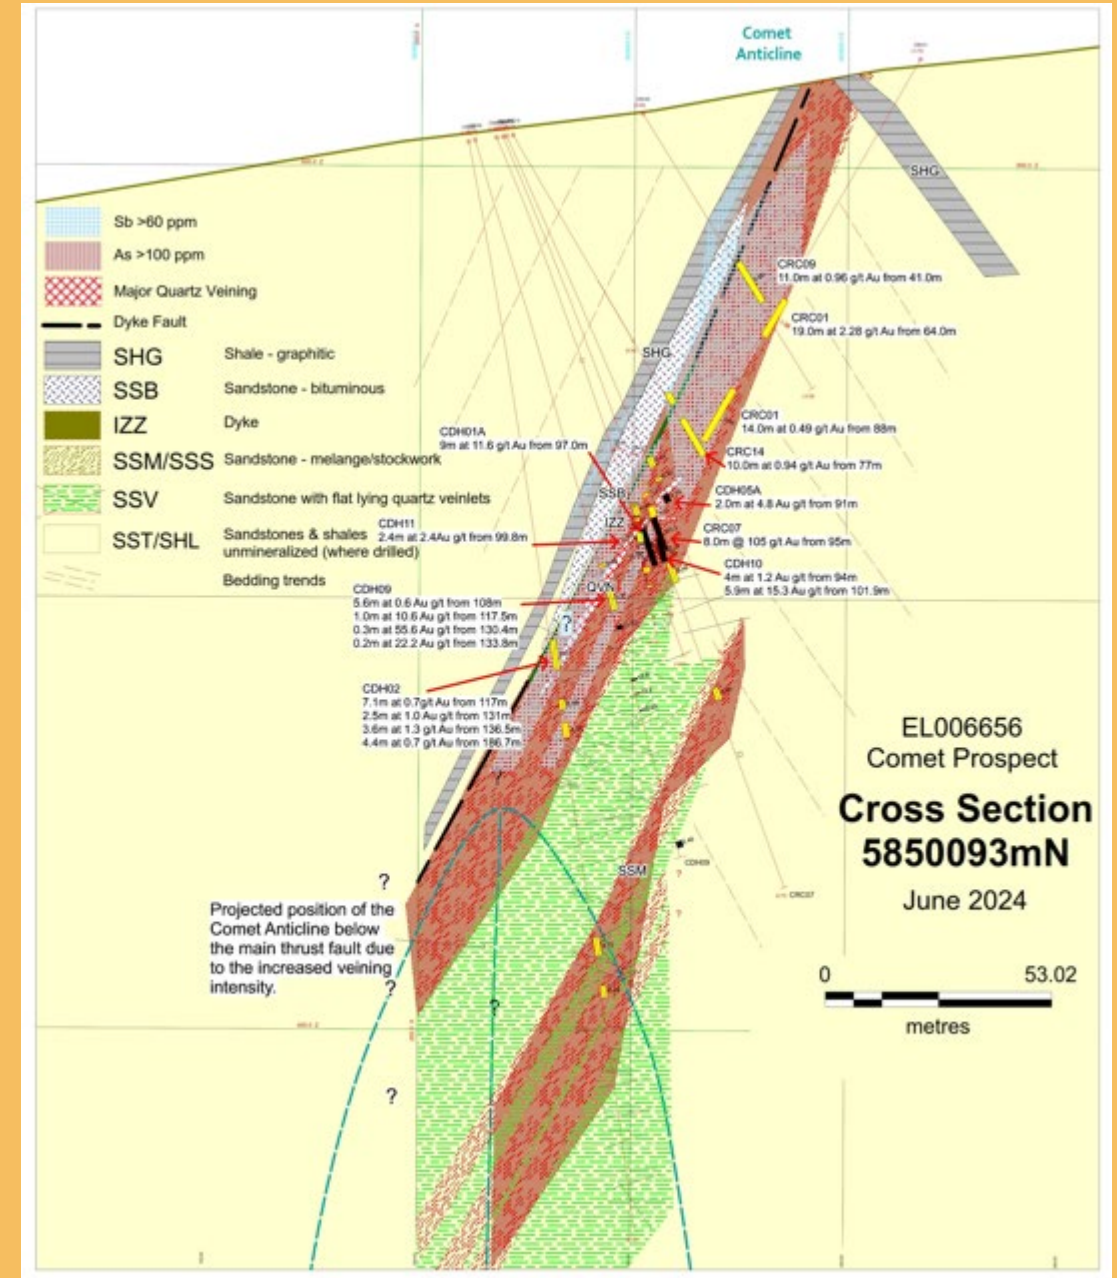 Comet
Anticline
SHG
Sb >60 ppm
As >100 ppm
Major Quartz Veining
Dyke Fault
SHG Shale - graphitic
SSB Sandstone - bituminous
IZZ Dyke
SSM/SSS Sandstone - melange/stockwork
SSV Sandstone with flat lying quartz veinlets
SST/SHL Sandstones & shales
unmineralized (where drilled)
Bedding trends
CRC09
11.0m at 0.96 g/t Au from 41.0m
CRC01
19.0m at 2.28 g/t Au from 64.0m
SHG
CRC01
14.0m at 0.49 g/t Au from 88m
CDH01A
9m at 11.6 g/t Au from 97.0m
CRC14
10.0m at 0.94 g/t Au from 77m
CDH05A
2.0m at 4.8 g/t Au from 91m
SSB
IZZ
CDH11
2.4m at 2.4Au g/t from 99.8m
CRC07
8.0m @ 105 g/t Au from 95m
CDH10
4m at 1.2 g/t Au from 94m
5.9m at 15.3 g/t Au from 101.9m
QVN
CDH09
5.6m at 0.6 Au g/t from 108m
1.0m at 10.6 Au g/t from 117.5m
0.3m at 55.6 Au g/t from 130.4m
0.2m at 22.2 Au g/t from 133.8m
?
CDH02
7.1m at 0.7g/t Au from 117m
2.5m at 1.0 Au g/t from 131m
3.6m at 1.3 g/t Au from 136.5m
4.4m at 0.7 g/t Au from 186.7m
EL006656
Comet Prospect
Cross Section
5850093mN
June 2024
SSM
CDH09
CRC07
?
?
?
Projected position of the
Comet Anticline below
the main thrust fault due
to the increased veining
intensity.
?
?
?
0 53.02
metres
?